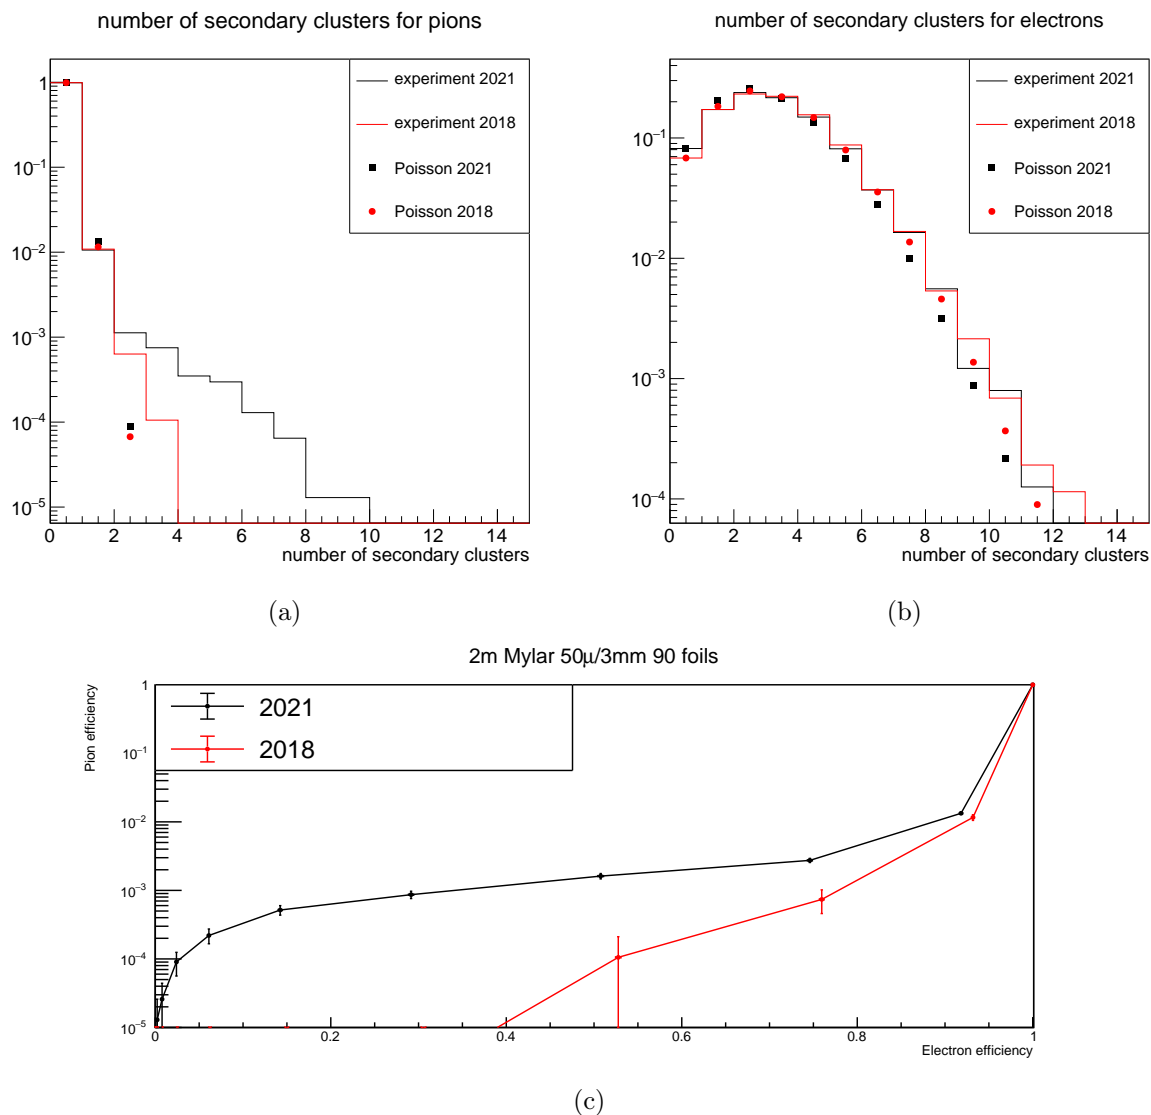 number of secondary clusters for pions
1
10⁻¹
10⁻²
10⁻³
10⁻⁴
10⁻⁵
0 2 4 6 8 10 12 14
number of secondary clusters
experiment 2021
experiment 2018
Poisson 2021
Poisson 2018
(a)
number of secondary clusters for electrons
10⁻¹
10⁻²
10⁻³
10⁻⁴
0 2 4 6 8 10 12 14
number of secondary clusters
experiment 2021
experiment 2018
Poisson 2021
Poisson 2018
(b)
2m Mylar 50μ/3mm 90 foils
Pion efficiency
1
10⁻¹
10⁻²
10⁻³
10⁻⁴
10⁻⁵
2021
2018
0 0.2 0.4 0.6 0.8 1
Electron efficiency
(c)